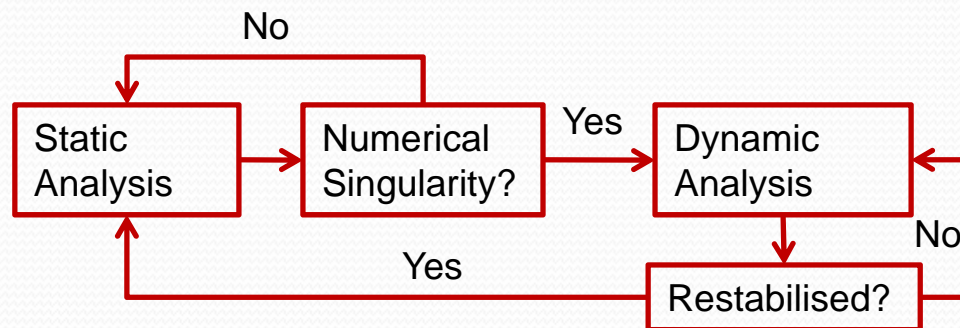 No
Static
Analysis
Numerical
Singularity?
Yes
Dynamic
Analysis
No
Yes
Restabilised?